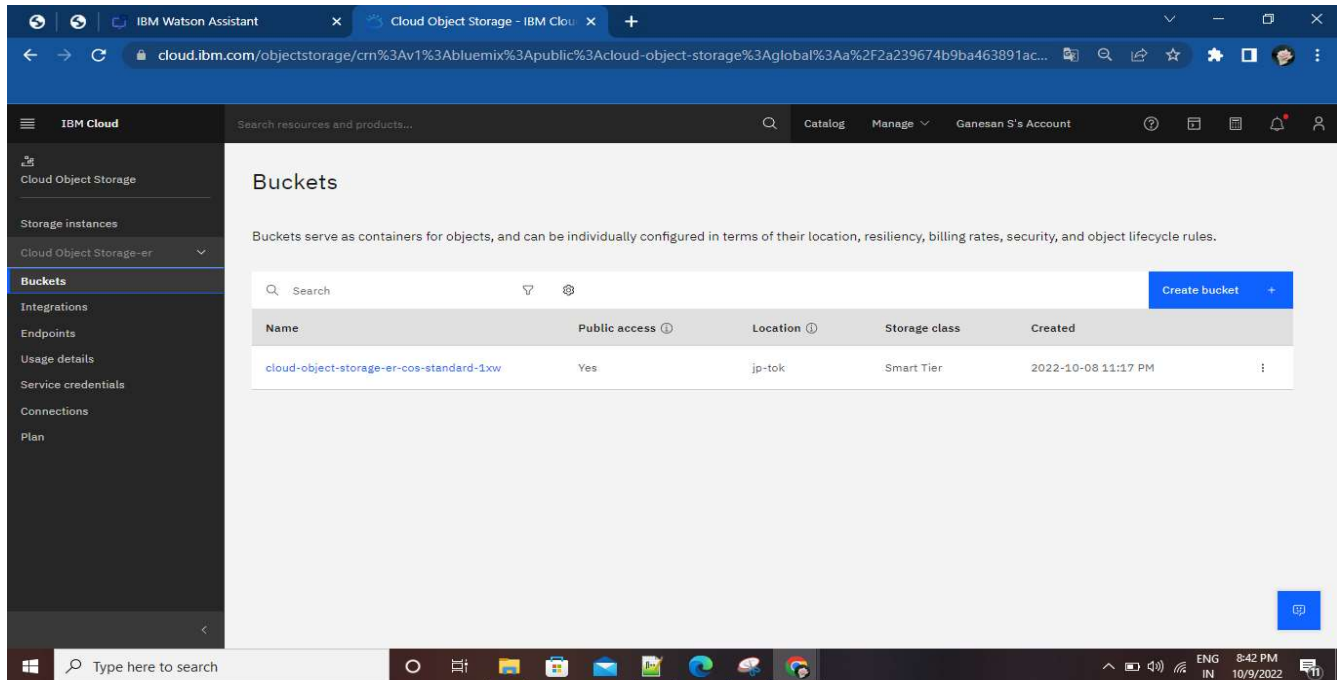 IBM Watson Assistant
Cloud Object Storage - IBM Clou
cloud.ibm.com/objectstorage/crn%3Av1%3Abluemix%3Apublic%3Acloud-object-storage%3Aglobal%3Aa%2F2a239674b9ba463891ac...
IBM Cloud
Search resources and products...
Catalog
Manage
Ganesan S's Account
Cloud Object Storage
Storage instances
Cloud Object Storage-er
Buckets
Integrations
Endpoints
Usage details
Service credentials
Connections
Plan
Buckets
Buckets serve as containers for objects, and can be individually configured in terms of their location, resiliency, billing rates, security, and object lifecycle rules.
Search
Create bucket +
Name Public access Location Storage class Created
cloud-object-storage-er-cos-standard-1xw Yes jp-tok Smart Tier 2022-10-08 11:17 PM
Type here to search
ENG 8:42 PM
IN 10/9/2022
11